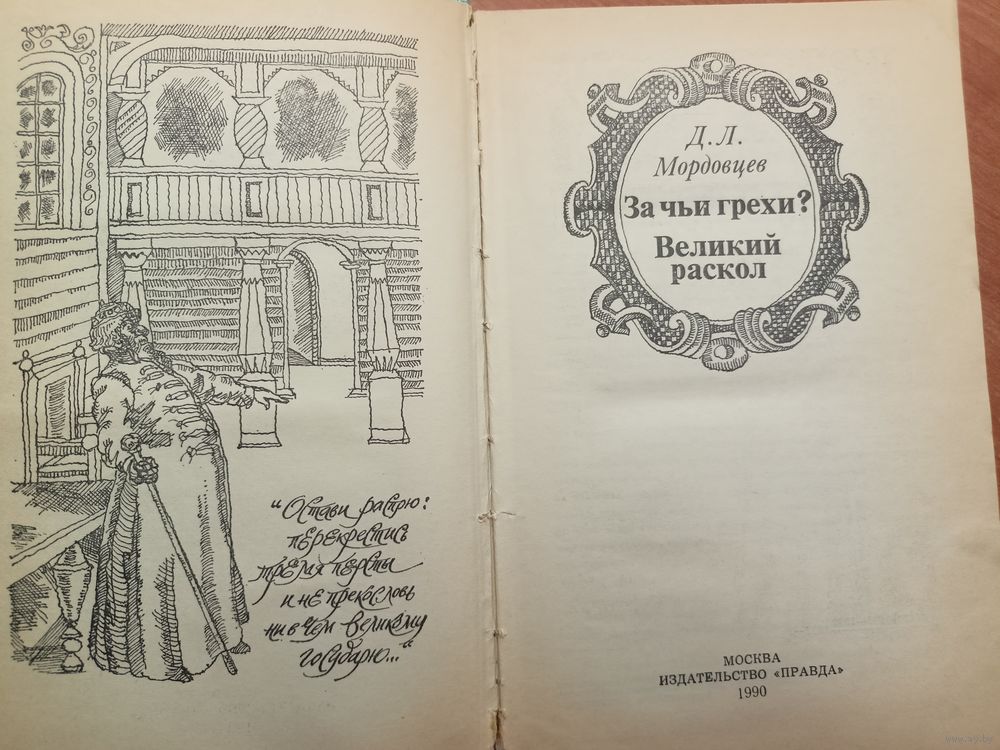 „Остави распрю:
перекрестись
тремя персты
и не прекословь
ни в чем великому
государю..."
Д. Л.
Мордовцев
За чьи грехи?
Великий
раскол
МОСКВА
ИЗДАТЕЛЬСТВО «ПРАВДА»
1990